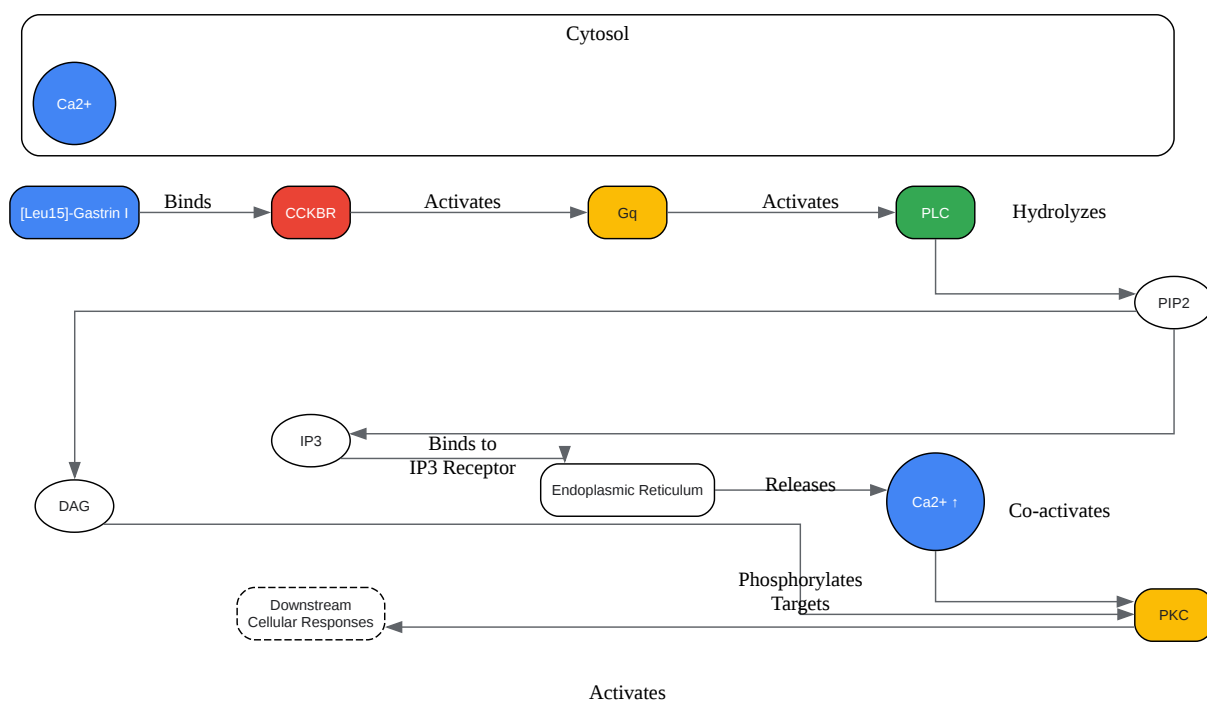 Cytosol
Ca2+
[Leu15]-Gastrin I
Binds
CCKBR
Activates
Gq
Activates
PLC
Hydrolyzes
PIP2
IP3
Binds to
IP3 Receptor
Endoplasmic Reticulum
Releases
Ca2+ ↑
Co-activates
DAG
Phosphorylates
Targets
Downstream
Cellular Responses
PKC
Activates